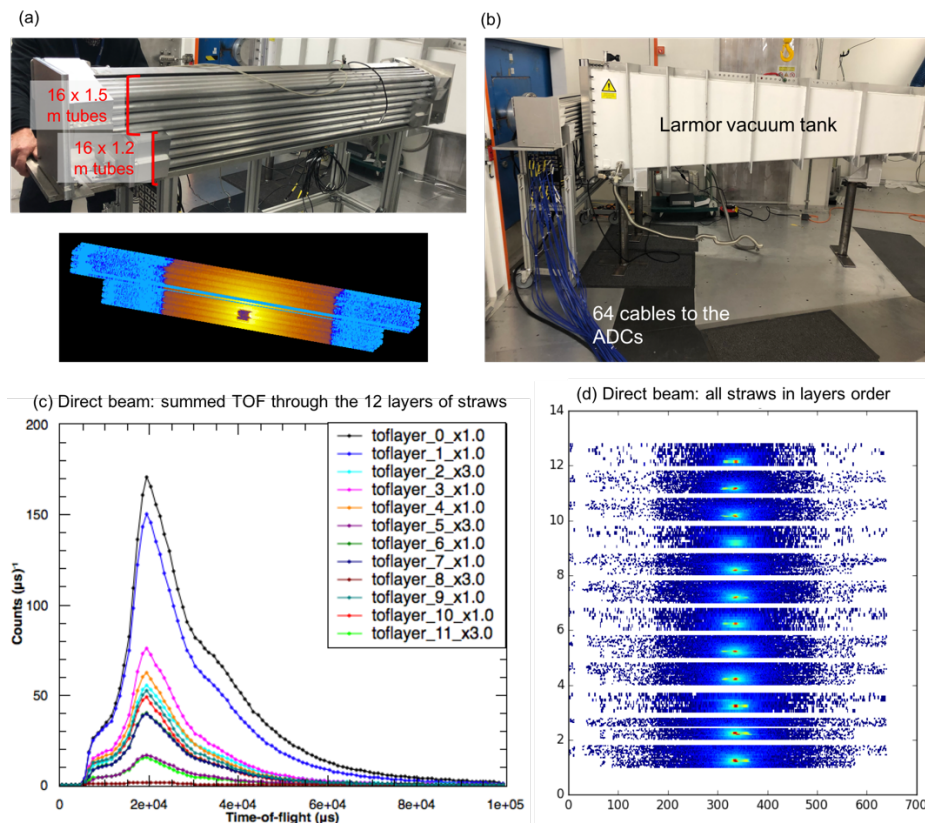 (a)
16 x 1.5
m tubes
16 x 1.2
m tubes
(b)
Larmor vacuum tank
64 cables to the
ADCs
(c) Direct beam: summed TOF through the 12 layers of straws
200
150
100
50
0
Counts (µs)⁻¹
toflayer_0_x1.0
toflayer_1_x1.0
toflayer_2_x3.0
toflayer_3_x1.0
toflayer_4_x1.0
toflayer_5_x3.0
toflayer_6_x1.0
toflayer_7_x1.0
toflayer_8_x3.0
toflayer_9_x1.0
toflayer_10_x1.0
toflayer_11_x3.0
0 2e+04 4e+04 6e+04 8e+04 1e+05
Time-of-flight (µs)
(d) Direct beam: all straws in layers order
14
12
10
8
6
4
2
0
0 100 200 300 400 500 600 700